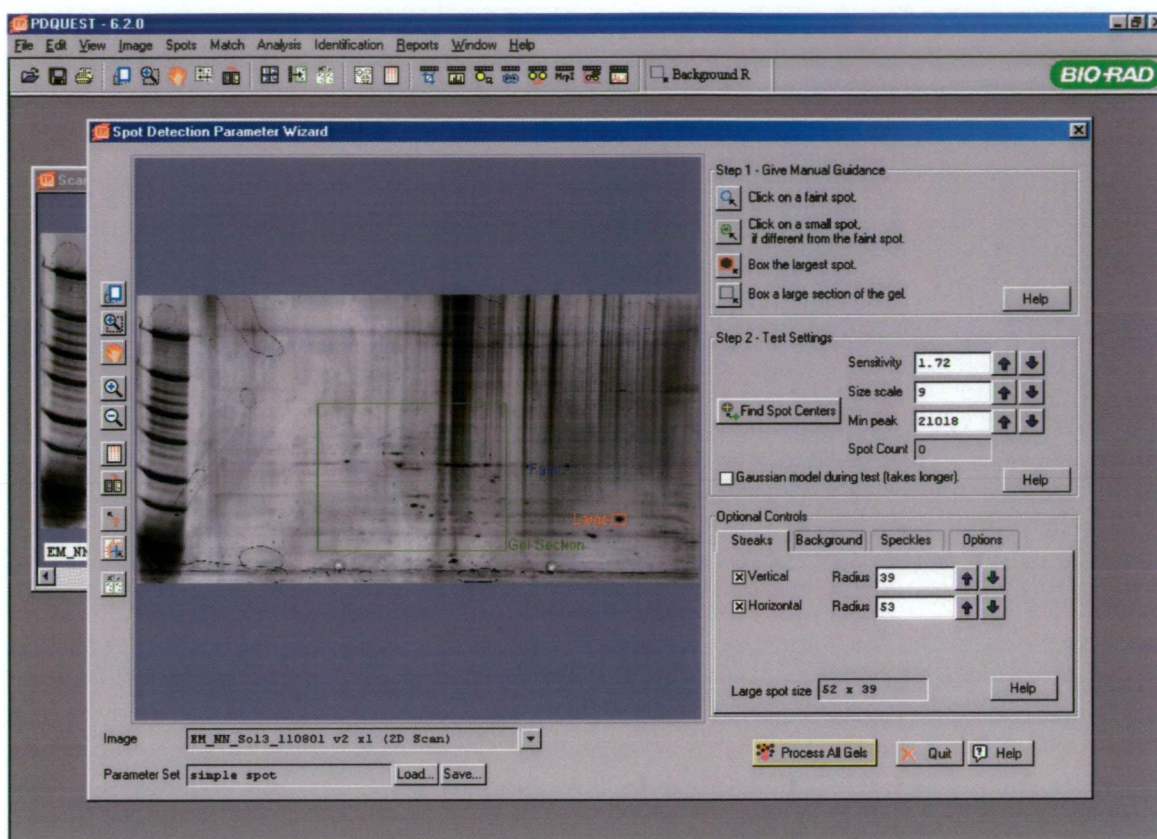 PDQUEST - 6.2.0
File Edit View Image Spots Match Analysis Identification Reports Window Help
Background R
BIO-RAD
Spot Detection Parameter Wizard
Scan
Step 1 - Give Manual Guidance
Click on a faint spot.
Click on a small spot,
if different from the faint spot.
Box the largest spot.
Box a large section of the gel.
Help
Step 2 - Test Settings
Sensitivity 1.72
Size scale 9
Find Spot Centers
Min peak 21018
Spot Count 0
Gaussian model during test (takes longer).
Help
Faint
Large
Gel Section
Optional Controls
Streaks Background Speckles Options
Vertical Radius 39
Horizontal Radius 53
Large spot size 52 x 39
Help
EM_NN
Image EM_NN_Sol3_110801 v2 x1 (2D Scan)
Parameter Set simple spot Load... Save...
Process All Gels Quit Help